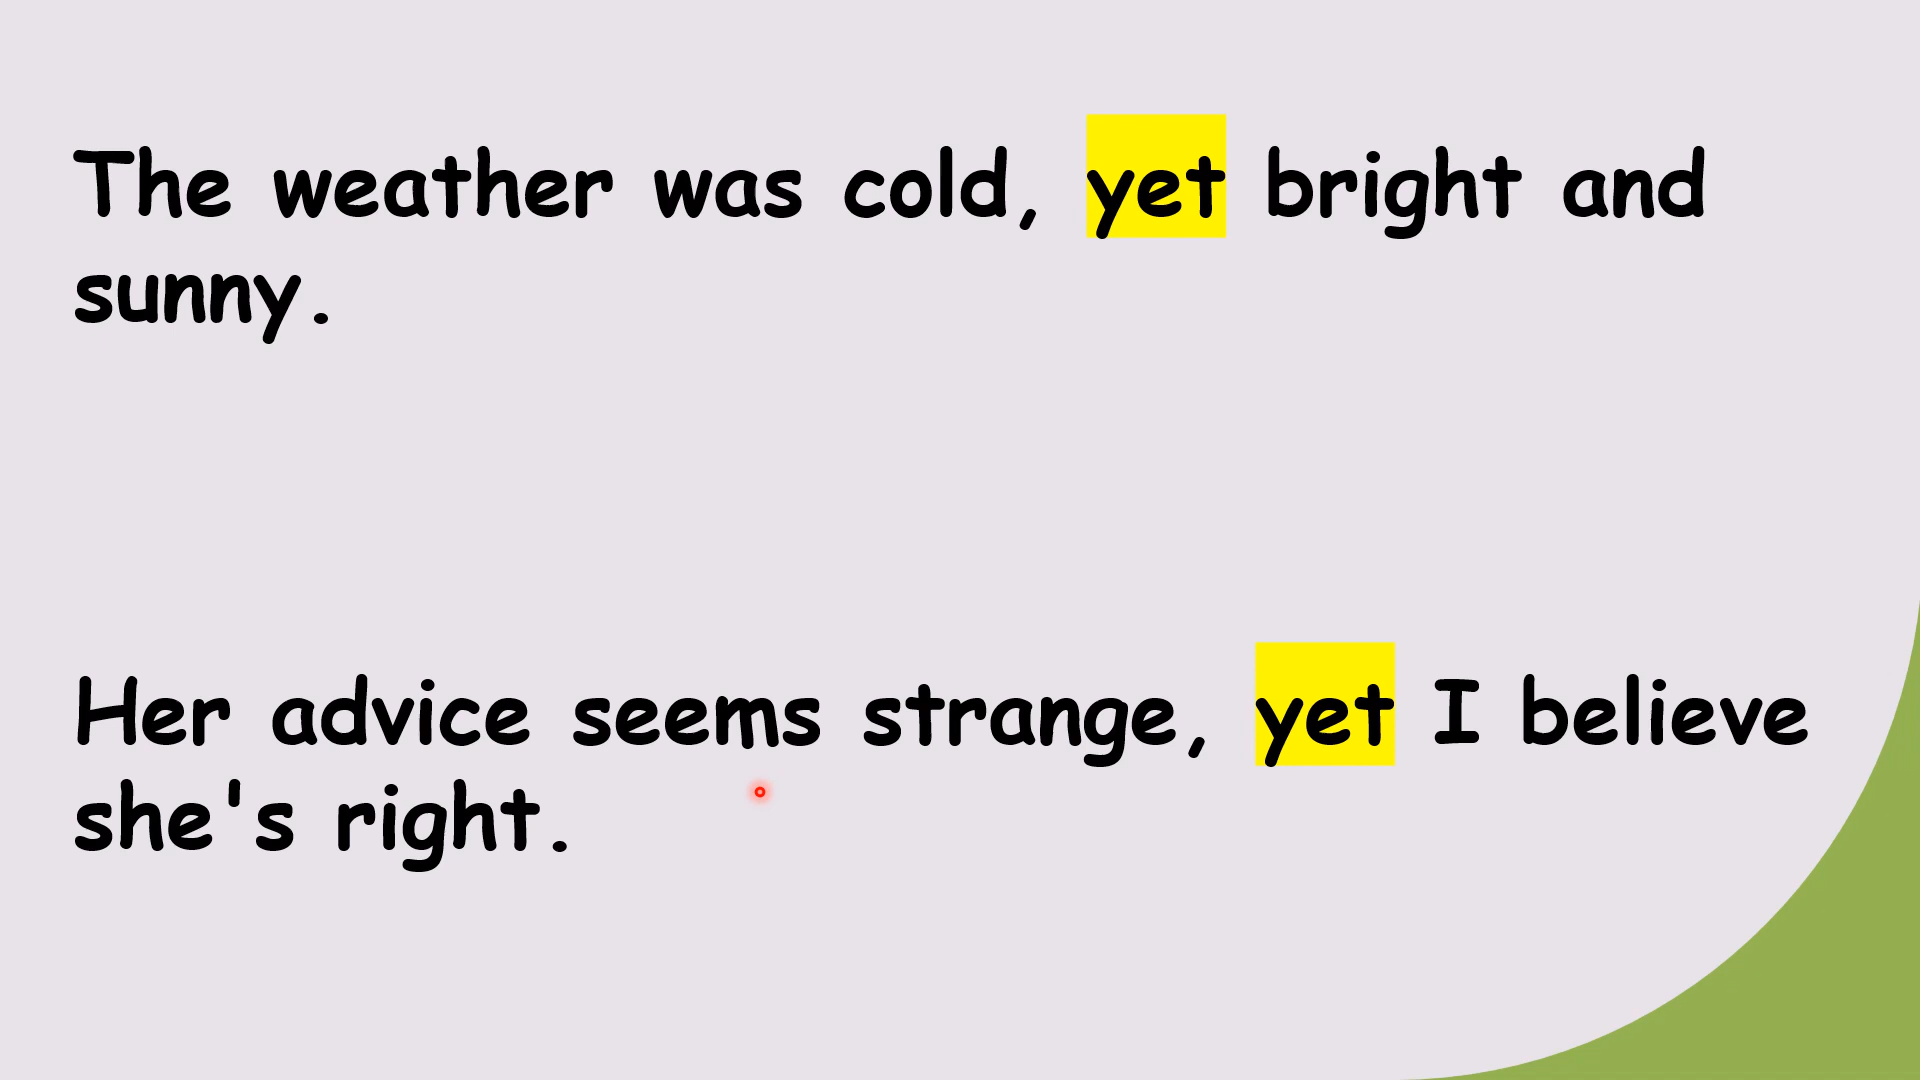 The weather was cold, yet bright and
sunny.
Her advice seems strange, yet I believe
she's right.